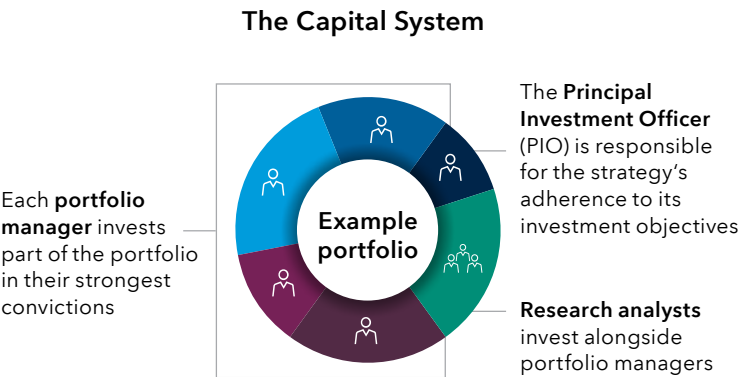 The Capital System
Each portfolio
manager invests
part of the portfolio
in their strongest
convictions
Example
portfolio
The Principal
Investment Officer
(PIO) is responsible
for the strategy's
adherence to its
investment objectives
Research analysts
invest alongside
portfolio managers